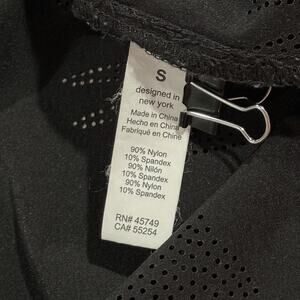 S
designed in
new york
Made in China
Hecho en China
Fabriqué en Chine
90% Nylon
10% Spandex
90% Nilón
10% Spandex
90% Nylon
10% Spandex
RN# 45749
CA# 55254